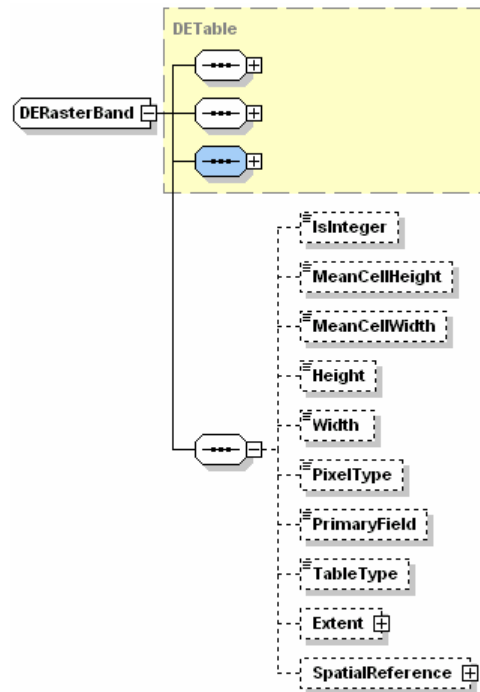 DETable
DERasterBand
IsInteger
MeanCellHeight
MeanCellWidth
Height
Width
PixelType
PrimaryField
TableType
Extent
SpatialReference